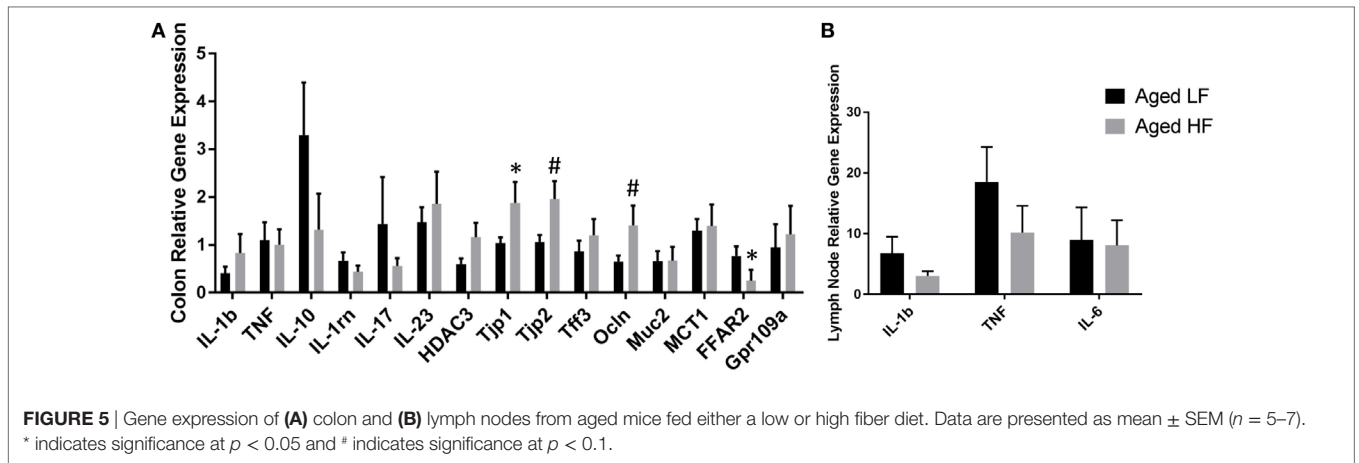 A
Colon Relative Gene Expression
5
4
3
2
1
0
* # # *
IL-1b TNF IL-10 IL-1rn IL-17 IL-23 HDAC3 Tjp1 Tjp2 Tff3 Ocln Muc2 MCT1 FFAR2 Gpr109a
B
Lymph Node Relative Gene Expression
30
20
10
0
IL-1b TNF IL-6
Aged LF
Aged HF
FIGURE 5 | Gene expression of (A) colon and (B) lymph nodes from aged mice fed either a low or high fiber diet. Data are presented as mean ± SEM (n = 5–7).
* indicates significance at p < 0.05 and # indicates significance at p < 0.1.